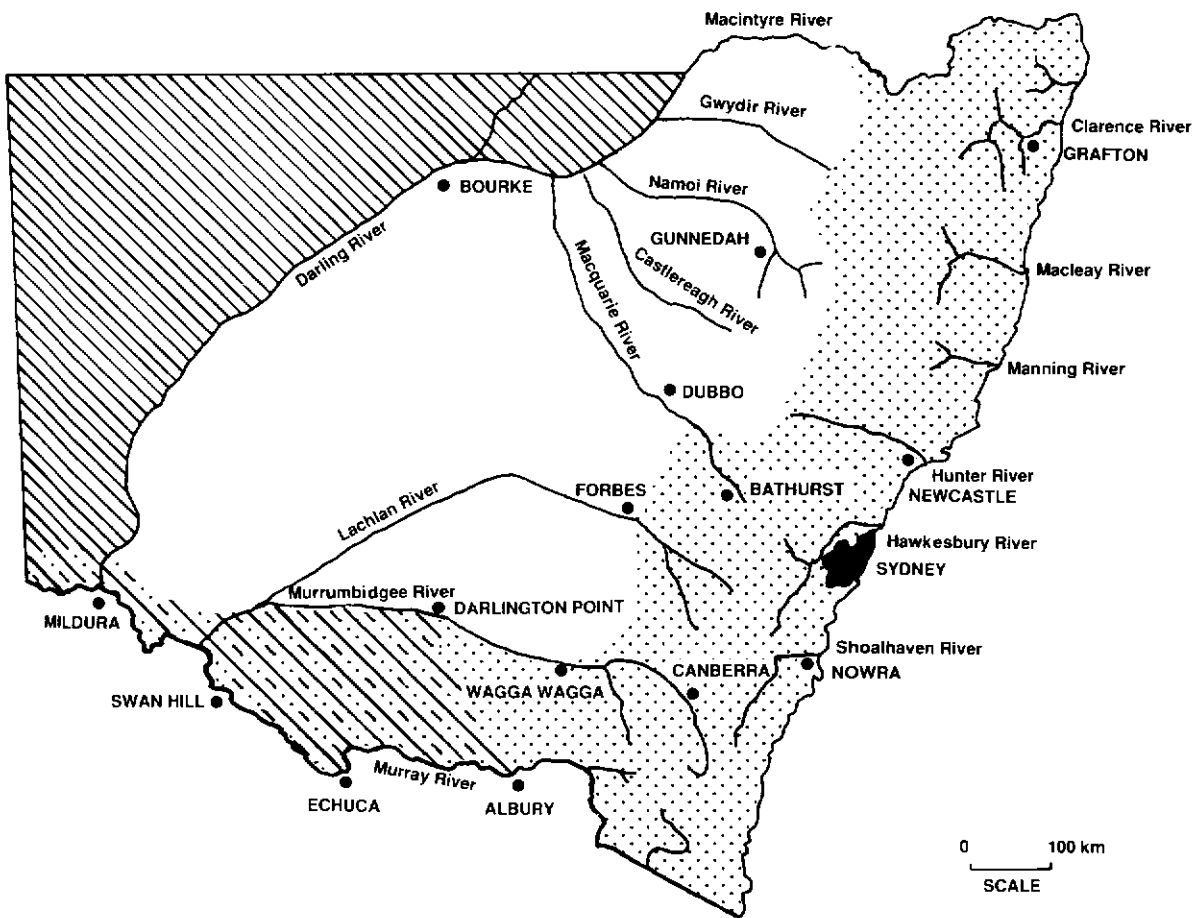 Macintyre River
Gwydir River
Clarence River
GRAFTON
Namoi River
BOURKE
GUNNEDAH
Darling River
Castlereagh River
Macquarie River
Macleay River
Manning River
DUBBO
Hunter River
NEWCASTLE
FORBES
BATHURST
Lachlan River
Hawkesbury River
SYDNEY
Murrumbidgee River
DARLINGTON POINT
MILDURA
Shoalhaven River
NOWRA
CANBERRA
WAGGA WAGGA
SWAN HILL
Murray River
ECHUCA
ALBURY
0 100 km
SCALE